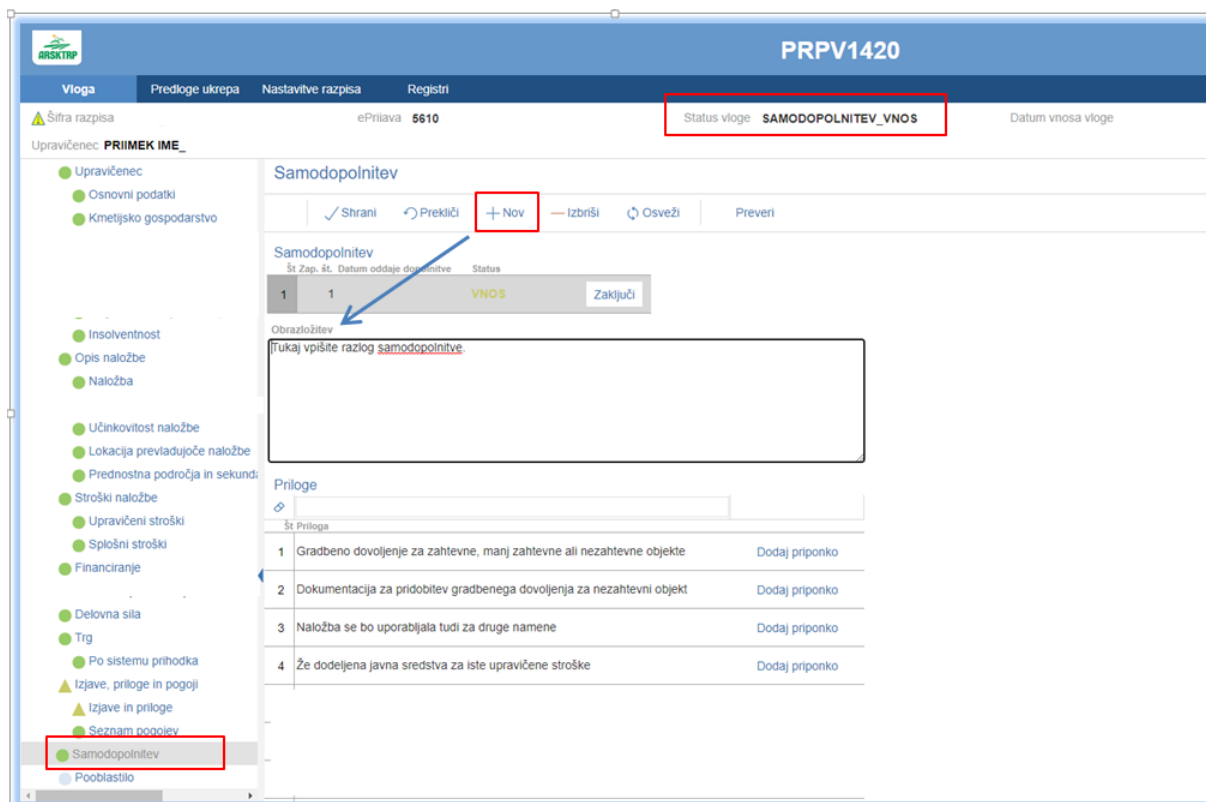 ARSKTRP
PRPV1420
Vloga Predloge ukrepa Nastavitve razpisa Registri
Šifra razpisa ePrijava 5610 Status vloge SAMODOPOLNITEV_VNOS Datum vnosa vloge
Upravičenec PRIIMEK IME_
Upravičenec
Osnovni podatki
Kmetijsko gospodarstvo
Insolventnost
Opis naložbe
Naložba
Učinkovitost naložbe
Lokacija prevladujoče naložbe
Prednostna področja in sekunda
Stroški naložbe
Upravičeni stroški
Splošni stroški
Financiranje
Delovna sila
Trg
Po sistemu prihodka
Izjave, priloge in pogoji
Izjave in priloge
Seznam pogojev
Samodopolnitev
Pooblastilo
Samodopolnitev
Shrani Prekliči Nov Izbriši Osveži Preveri
Samodopolnitev
Št Zap. št. Datum oddaje dopolnitve Status
1 1 VNOS Zaključi
Obrazložitev
Tukaj vpišite razlog samodopolnitve.
Priloge
Št Priloga
1 Gradbeno dovoljenje za zahtevne, manj zahtevne ali nezahtevne objekte Dodaj priponko
2 Dokumentacija za pridobitev gradbenega dovoljenja za nezahtevni objekt Dodaj priponko
3 Naložba se bo uporabljala tudi za druge namene Dodaj priponko
4 Že dodeljena javna sredstva za iste upravičene stroške Dodaj priponko